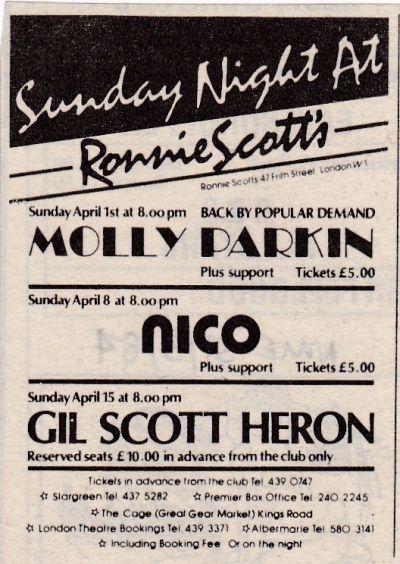 Sunday Night At
Ronnie Scott's
Ronnie Scotts 47 Frith Street London W1
Sunday April 1st at 8.00 pm BACK BY POPULAR DEMAND
MOLLY PARKIN
Plus support Tickets £5.00
Sunday April 8 at 8.00 pm
NICO
Plus support Tickets £5.00
Sunday April 15 at 8.00 pm
GIL SCOTT HERON
Reserved seats £10.00 in advance from the club only
Tickets in advance from the club Tel 439 0747
☆ Stargreen Tel 437 5282 ☆ Premier Box Office Tel 240 2245
☆ The Cage (Great Gear Market) Kings Road
☆ London Theatre Bookings Tel 439 3371 ☆ Albermarle Tel 580 3141
☆ Including Booking Fee Or on the night